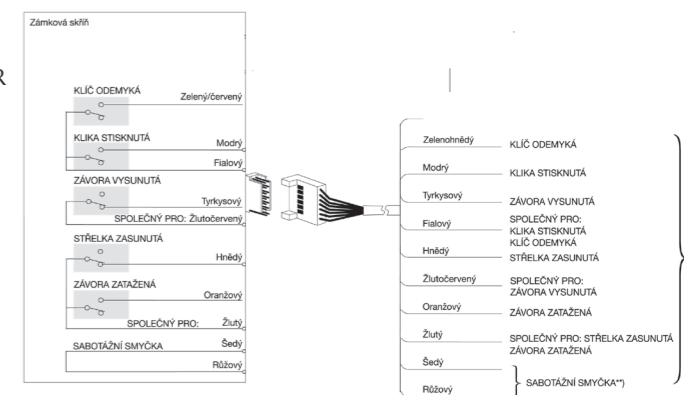 Zámková skříň
R
KLÍČ ODEMYKÁ
Zelený/červený
KLIKA STISKNUTÁ
Modrý
Fialový
ZÁVORA VYSUNUTÁ
Tyrkysový
SPOLEČNÝ PRO: Žlutočervený
STŘELKA ZASUNUTÁ
Hnědý
ZÁVORA ZATAŽENÁ
Oranžový
SPOLEČNÝ PRO: Žlutý
SABOTÁŽNÍ SMYČKA Šedý
Růžový
Zelenohnědý KLÍČ ODEMYKÁ
Modrý KLIKA STISKNUTÁ
Tyrkysový ZÁVORA VYSUNUTÁ
Fialový SPOLEČNÝ PRO:
KLIKA STISKNUTÁ
KLÍČ ODEMYKÁ
Hnědý STŘELKA ZASUNUTÁ
Žlutočervený SPOLEČNÝ PRO:
ZÁVORA VYSUNUTÁ
Oranžový ZÁVORA ZATAŽENÁ
Žlutý SPOLEČNÝ PRO: STŘELKA ZASUNUTÁ
ZÁVORA ZATAŽENÁ
Šedý
Růžový SABOTÁŽNÍ SMYČKA**)